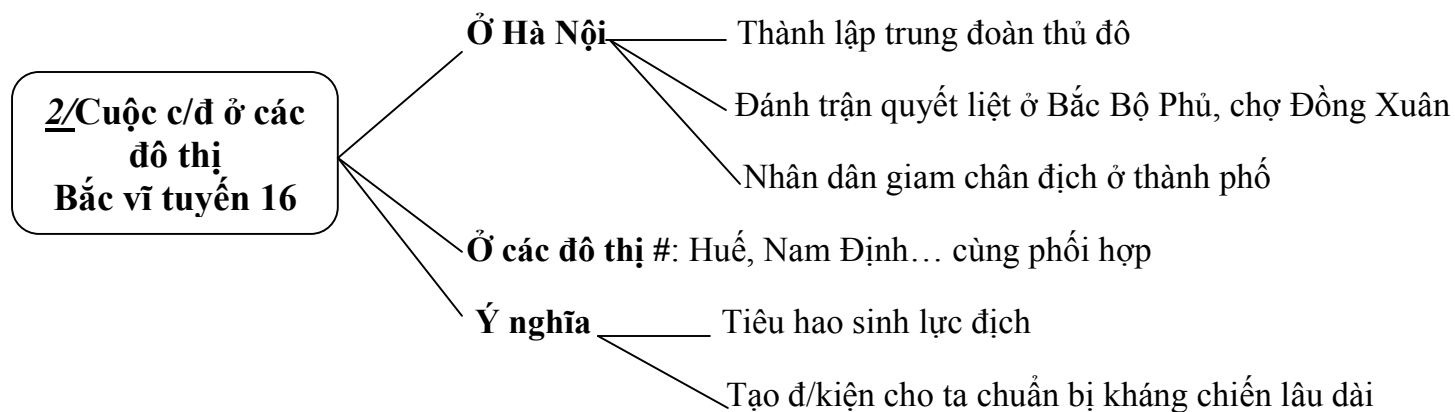 Ở Hà Nội
Thành lập trung đoàn thủ đô
Đánh trận quyết liệt ở Bắc Bộ Phủ, chợ Đồng Xuân
Nhân dân giam chân địch ở thành phố
2/Cuộc c/đ ở các
đô thị
Bắc vĩ tuyến 16
Ở các đô thị #: Huế, Nam Định… cùng phối hợp
Ý nghĩa
Tiêu hao sinh lực địch
Tạo đ/kiện cho ta chuẩn bị kháng chiến lâu dài